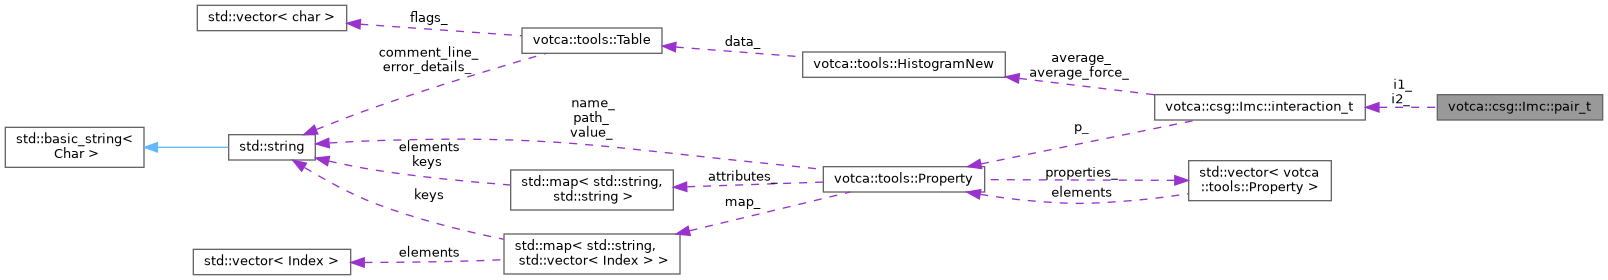 std::vector< char >
flags_
votca::tools::Table
comment_line_
error_details_
data_
votca::tools::HistogramNew
average_
average_force_
votca::csg::Imc::interaction_t
i1_
i2_
votca::csg::Imc::pair_t
std::basic_string<
Char >
std::string
name_
path_
value_
elements
keys
p_
std::map< std::string,
std::string >
attributes_
votca::tools::Property
properties_
elements
std::vector< votca
::tools::Property >
keys
map_
std::vector< Index >
elements
std::map< std::string,
std::vector< Index > >